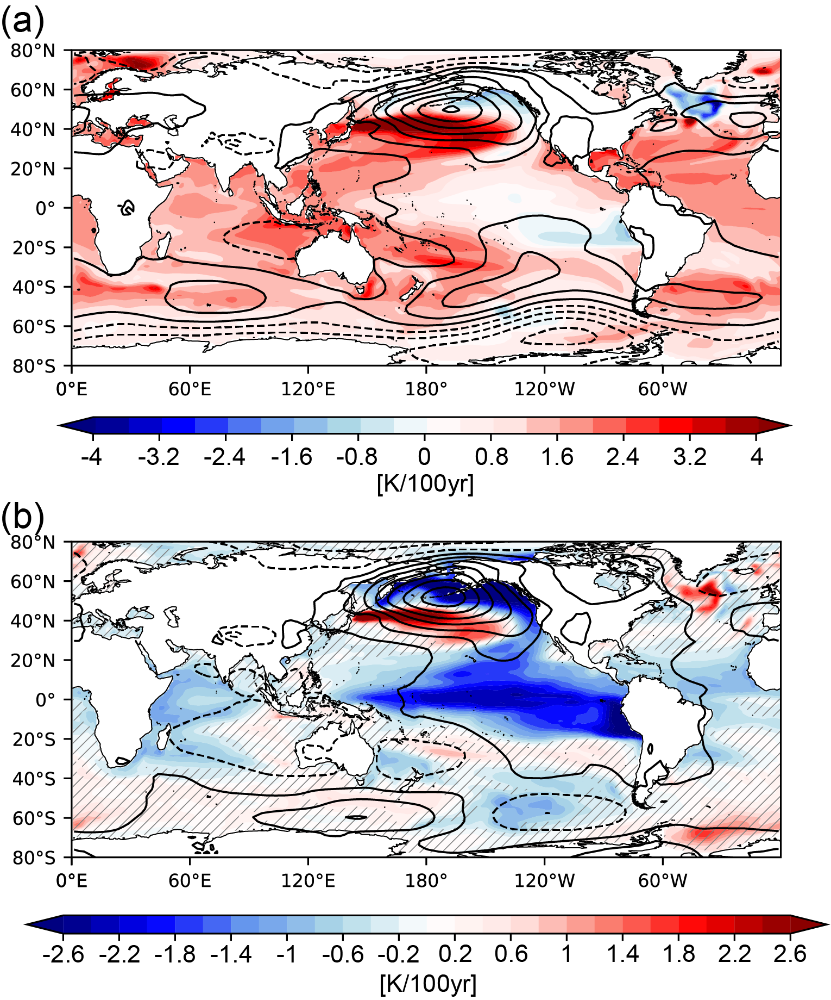 (a)
80°N
60°N
40°N
20°N
0°
20°S
40°S
60°S
80°S
0°E 60°E 120°E 180° 120°W 60°W
-4 -3.2 -2.4 -1.6 -0.8 0 0.8 1.6 2.4 3.2 4
[K/100yr]
(b)
80°N
60°N
40°N
20°N
0°
20°S
40°S
60°S
80°S
0°E 60°E 120°E 180° 120°W 60°W
-2.6 -2.2 -1.8 -1.4 -1 -0.6 -0.2 0.2 0.6 1 1.4 1.8 2.2 2.6
[K/100yr]